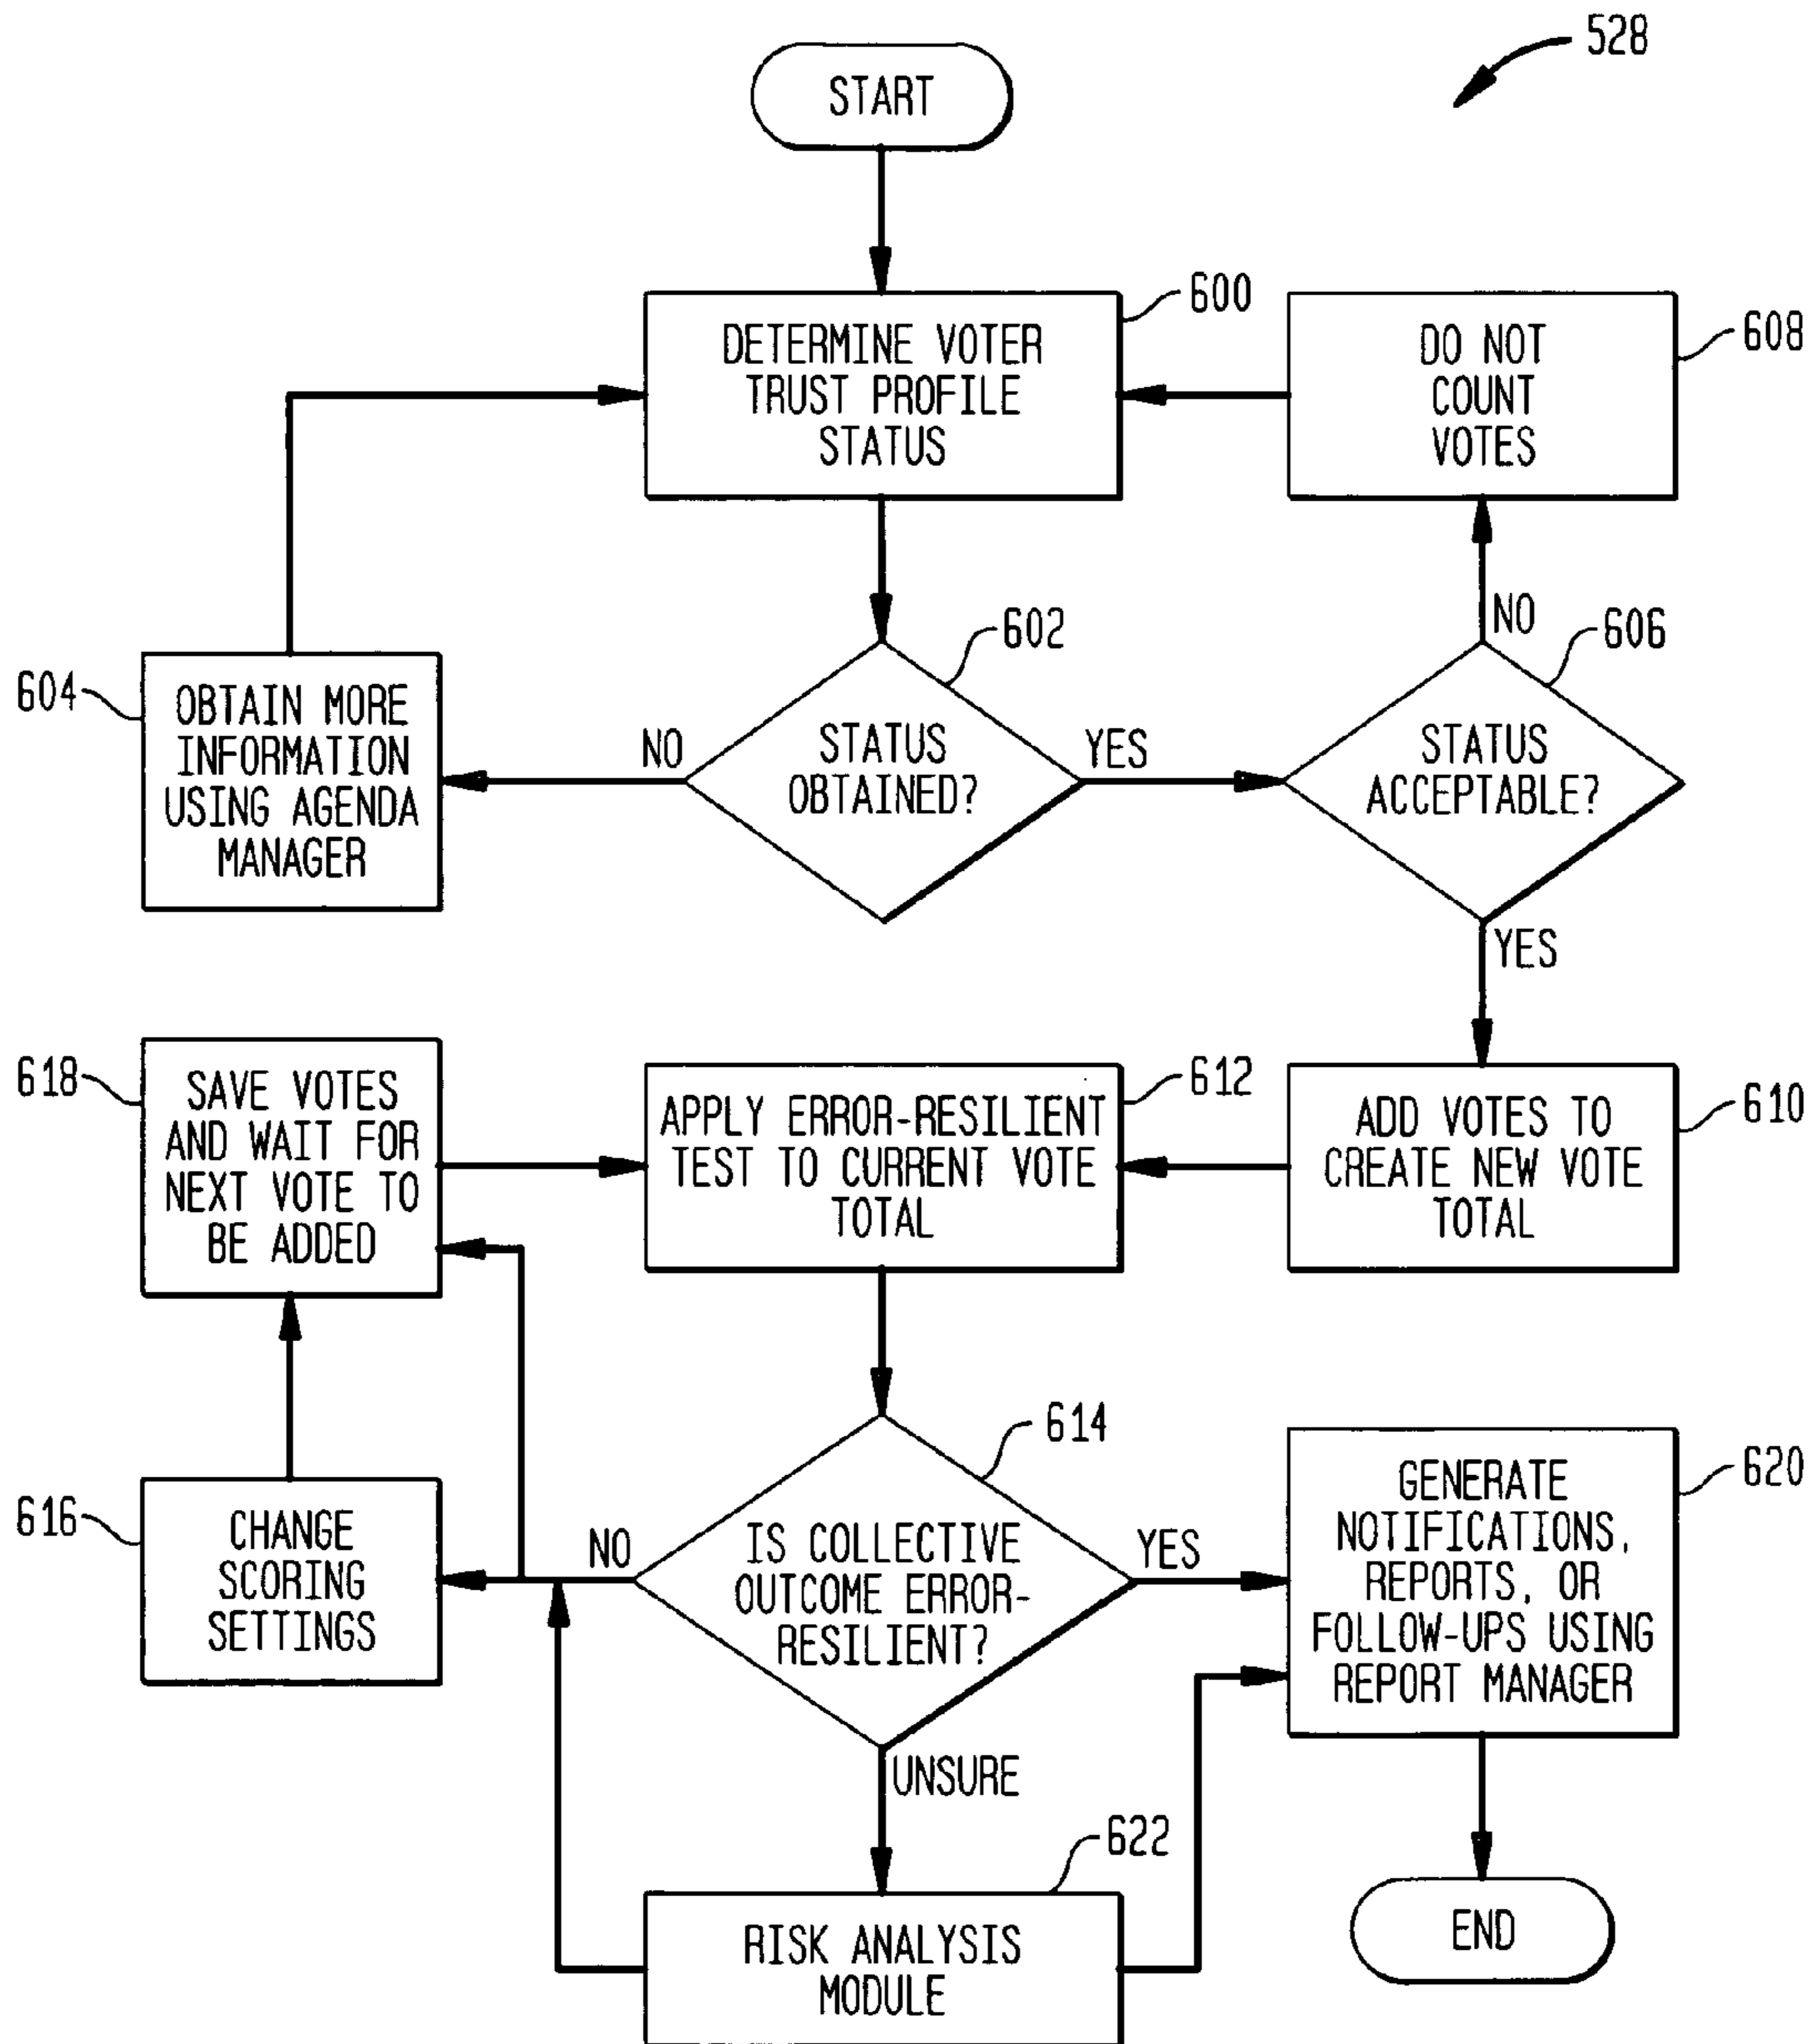 528
START
600
DETERMINE VOTER
TRUST PROFILE
STATUS
608
DO NOT
COUNT
VOTES
604
OBTAIN MORE
INFORMATION
USING AGENDA
MANAGER
NO
602
STATUS
OBTAINED?
YES
NO
606
STATUS
ACCEPTABLE?
YES
618
SAVE VOTES
AND WAIT FOR
NEXT VOTE TO
BE ADDED
612
APPLY ERROR-RESILIENT
TEST TO CURRENT VOTE
TOTAL
610
ADD VOTES TO
CREATE NEW VOTE
TOTAL
616
CHANGE
SCORING
SETTINGS
NO
614
IS COLLECTIVE
OUTCOME ERROR-
RESILIENT?
YES
UNSURE
620
GENERATE
NOTIFICATIONS,
REPORTS, OR
FOLLOW-UPS USING
REPORT MANAGER
622
RISK ANALYSIS
MODULE
END